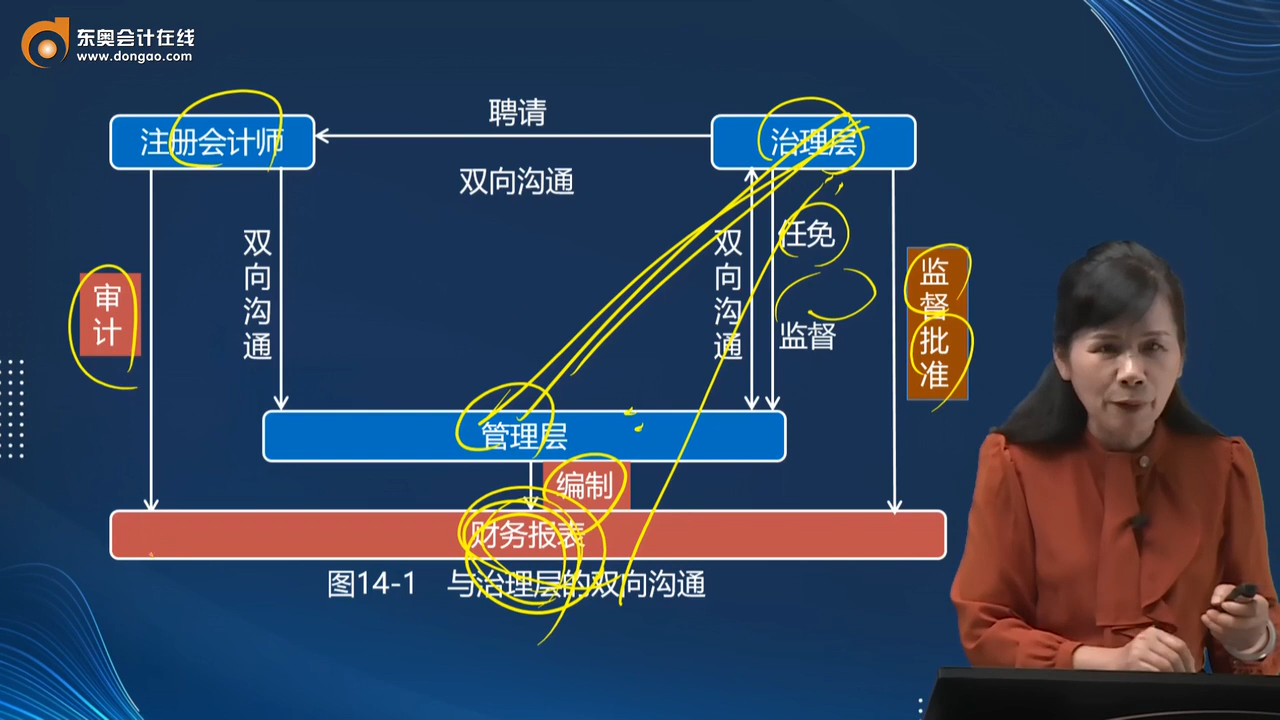 东奥会计在线
www.dongao.com
聘请
注册会计师
治理层
双向沟通
双向沟通
双向沟通
任免
监督
监督批准
审计
管理层
编制
财务报表
图14-1 与治理层的双向沟通